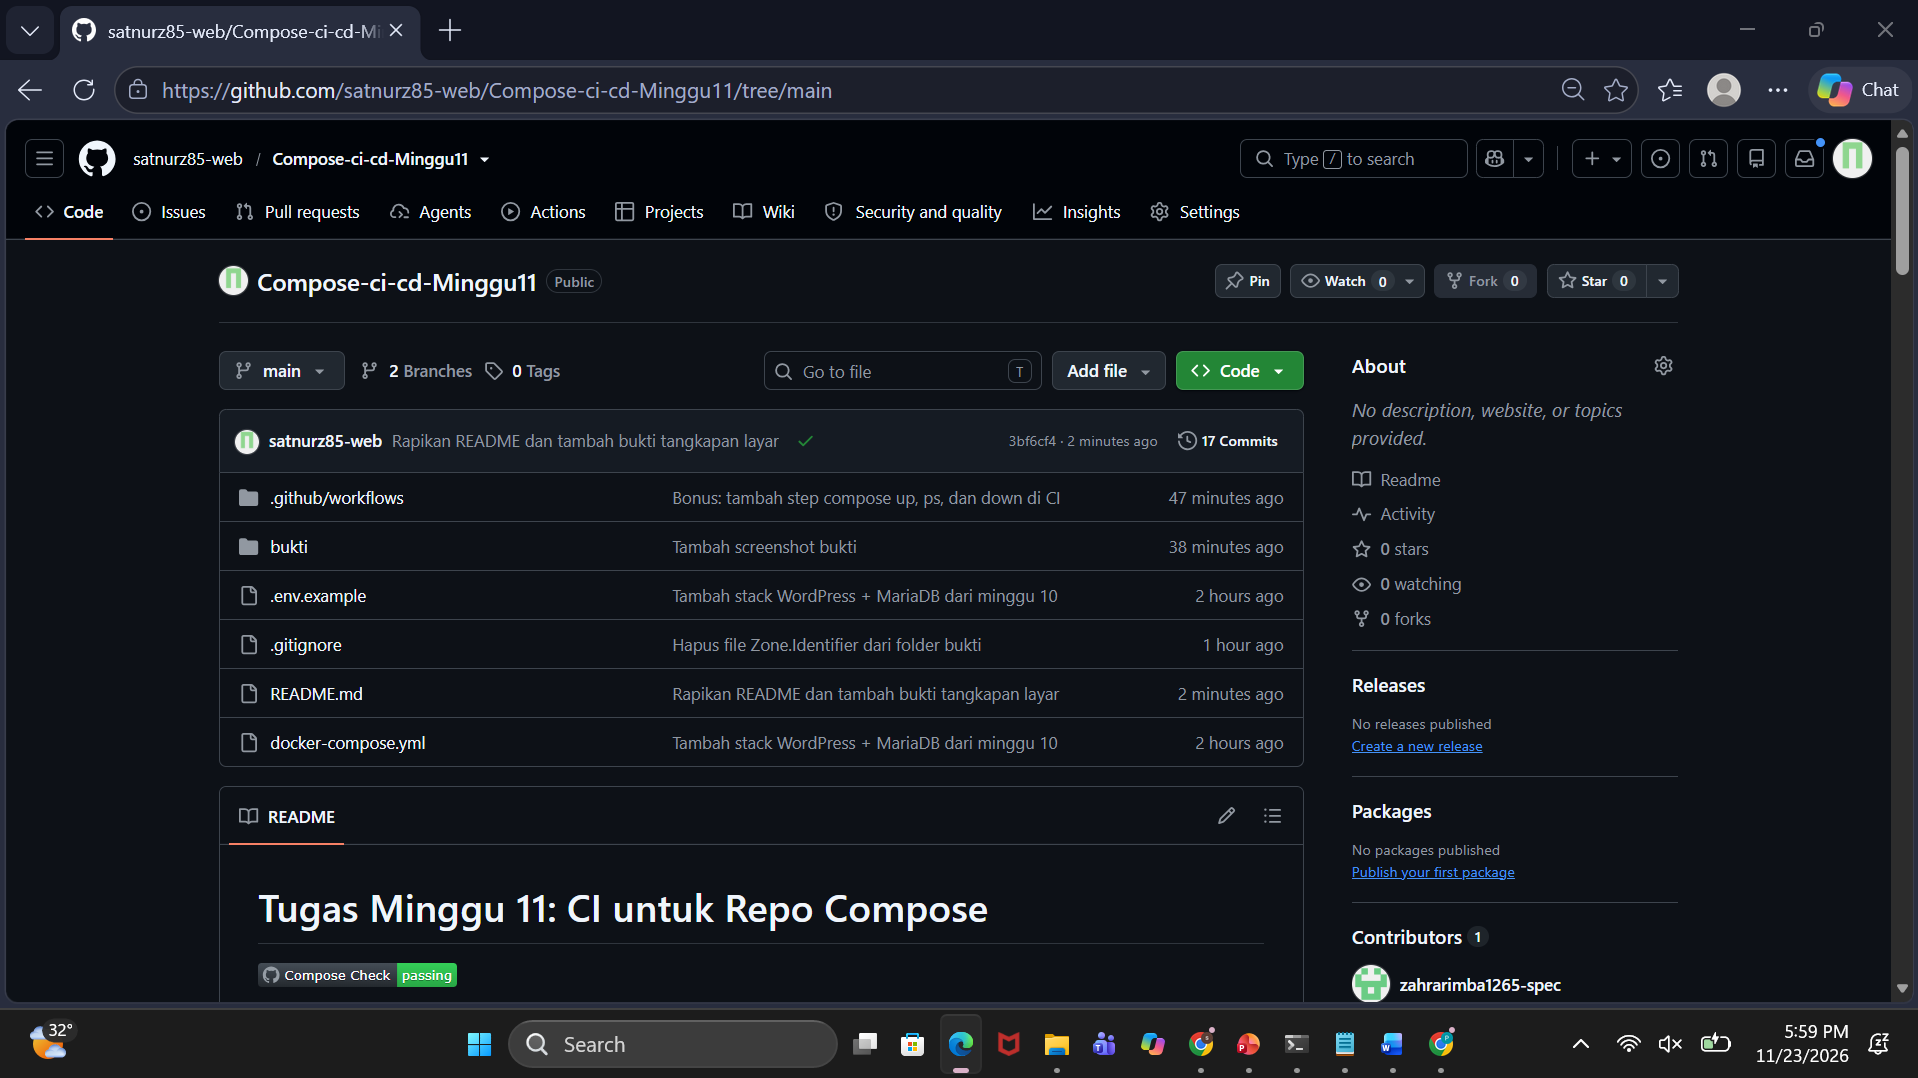 satnurz85-web/Compose-ci-cd-Mi
https://github.com/satnurz85-web/Compose-ci-cd-Minggu11/tree/main
Chat
satnurz85-web / Compose-ci-cd-Minggu11
Type / to search
Code
Issues
Pull requests
Agents
Actions
Projects
Wiki
Security and quality
Insights
Settings
Compose-ci-cd-Minggu11 Public
Pin
Watch 0
Fork 0
Star 0
main
2 Branches
0 Tags
Go to file T
Add file
Code
satnurz85-web Rapikan README dan tambah bukti tangkapan layar 3bf6cf4 · 2 minutes ago 17 Commits
.github/workflows Bonus: tambah step compose up, ps, dan down di CI 47 minutes ago
bukti Tambah screenshot bukti 38 minutes ago
.env.example Tambah stack WordPress + MariaDB dari minggu 10 2 hours ago
.gitignore Hapus file Zone.Identifier dari folder bukti 1 hour ago
README.md Rapikan README dan tambah bukti tangkapan layar 2 minutes ago
docker-compose.yml Tambah stack WordPress + MariaDB dari minggu 10 2 hours ago
README
Tugas Minggu 11: CI untuk Repo Compose
Compose Check passing
About
No description, website, or topics
provided.
Readme
Activity
0 stars
0 watching
0 forks
Releases
No releases published
Create a new release
Packages
No packages published
Publish your first package
Contributors 1
zahrarimba1265-spec
32°
Search
5:59 PM
11/23/2026